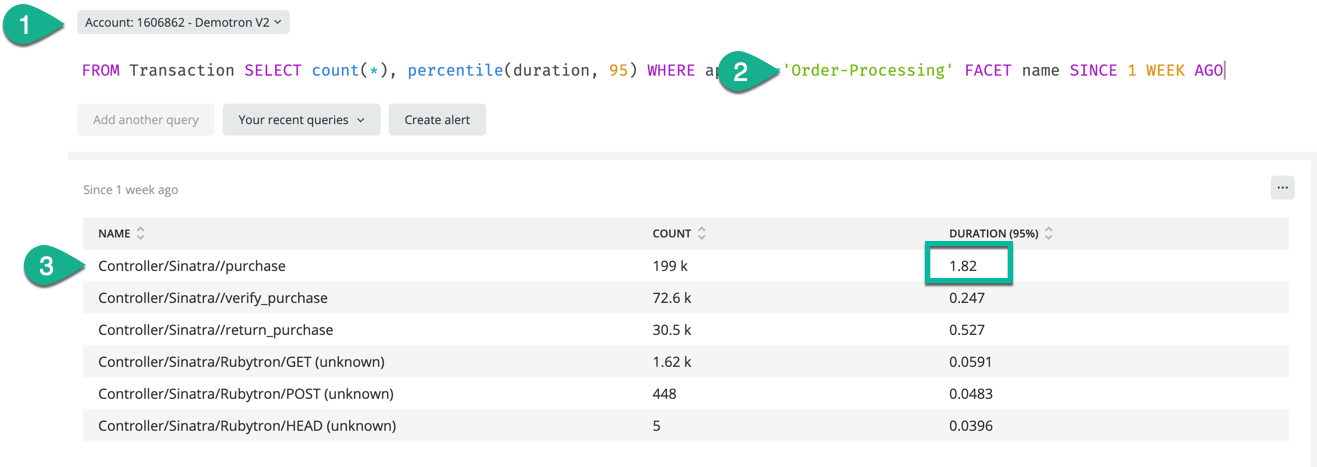 1
Account: 1606862 - Demotron V2
FROM Transaction SELECT count(*), percentile(duration, 95) WHERE 2 'Order-Processing' FACET name SINCE 1 WEEK AGO
Add another query Your recent queries Create alert
Since 1 week ago
...
NAME COUNT DURATION (95%)
3
Controller/Sinatra//purchase 199 k 1.82
Controller/Sinatra//verify_purchase 72.6 k 0.247
Controller/Sinatra//return_purchase 30.5 k 0.527
Controller/Sinatra/Rubytron/GET (unknown) 1.62 k 0.0591
Controller/Sinatra/Rubytron/POST (unknown) 448 0.0483
Controller/Sinatra/Rubytron/HEAD (unknown) 5 0.0396